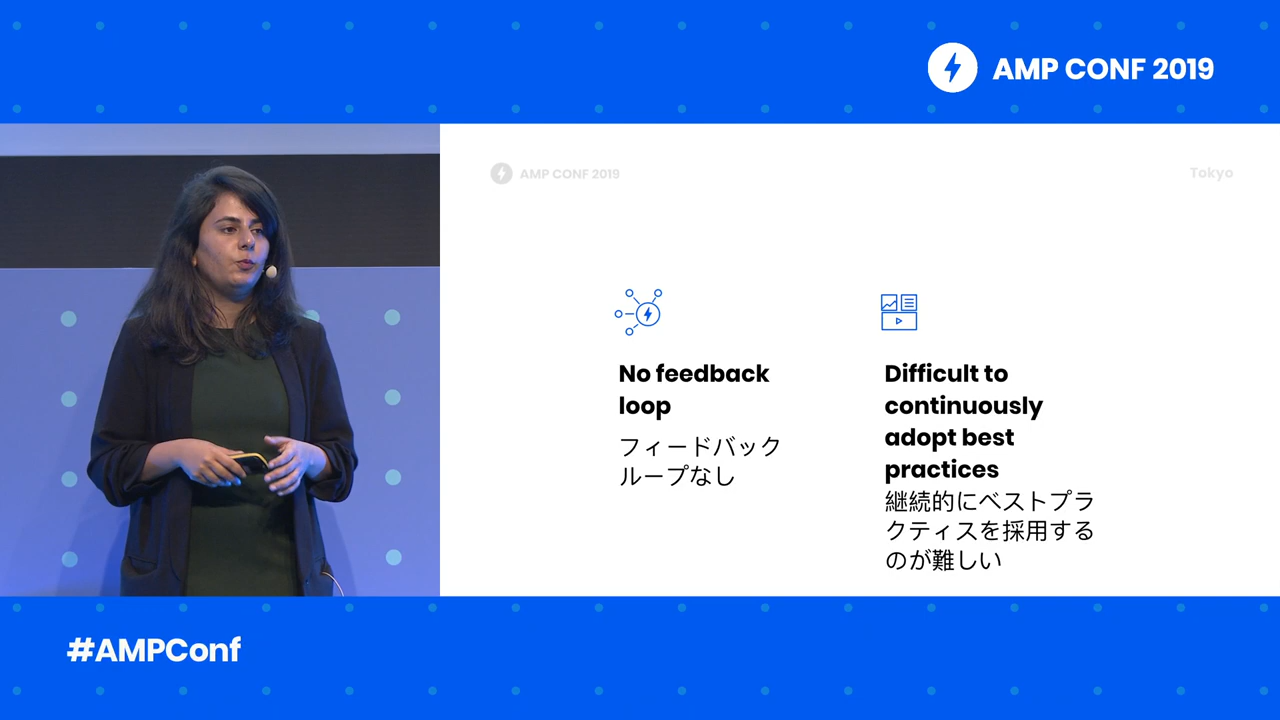 AMP CONF 2019
AMP CONF 2019
Tokyo
No feedback
loop
フィードバック
ループなし
Difficult to
continuously
adopt best
practices
継続的にベストプラ
クティスを採用する
のが難しい
#AMPConf